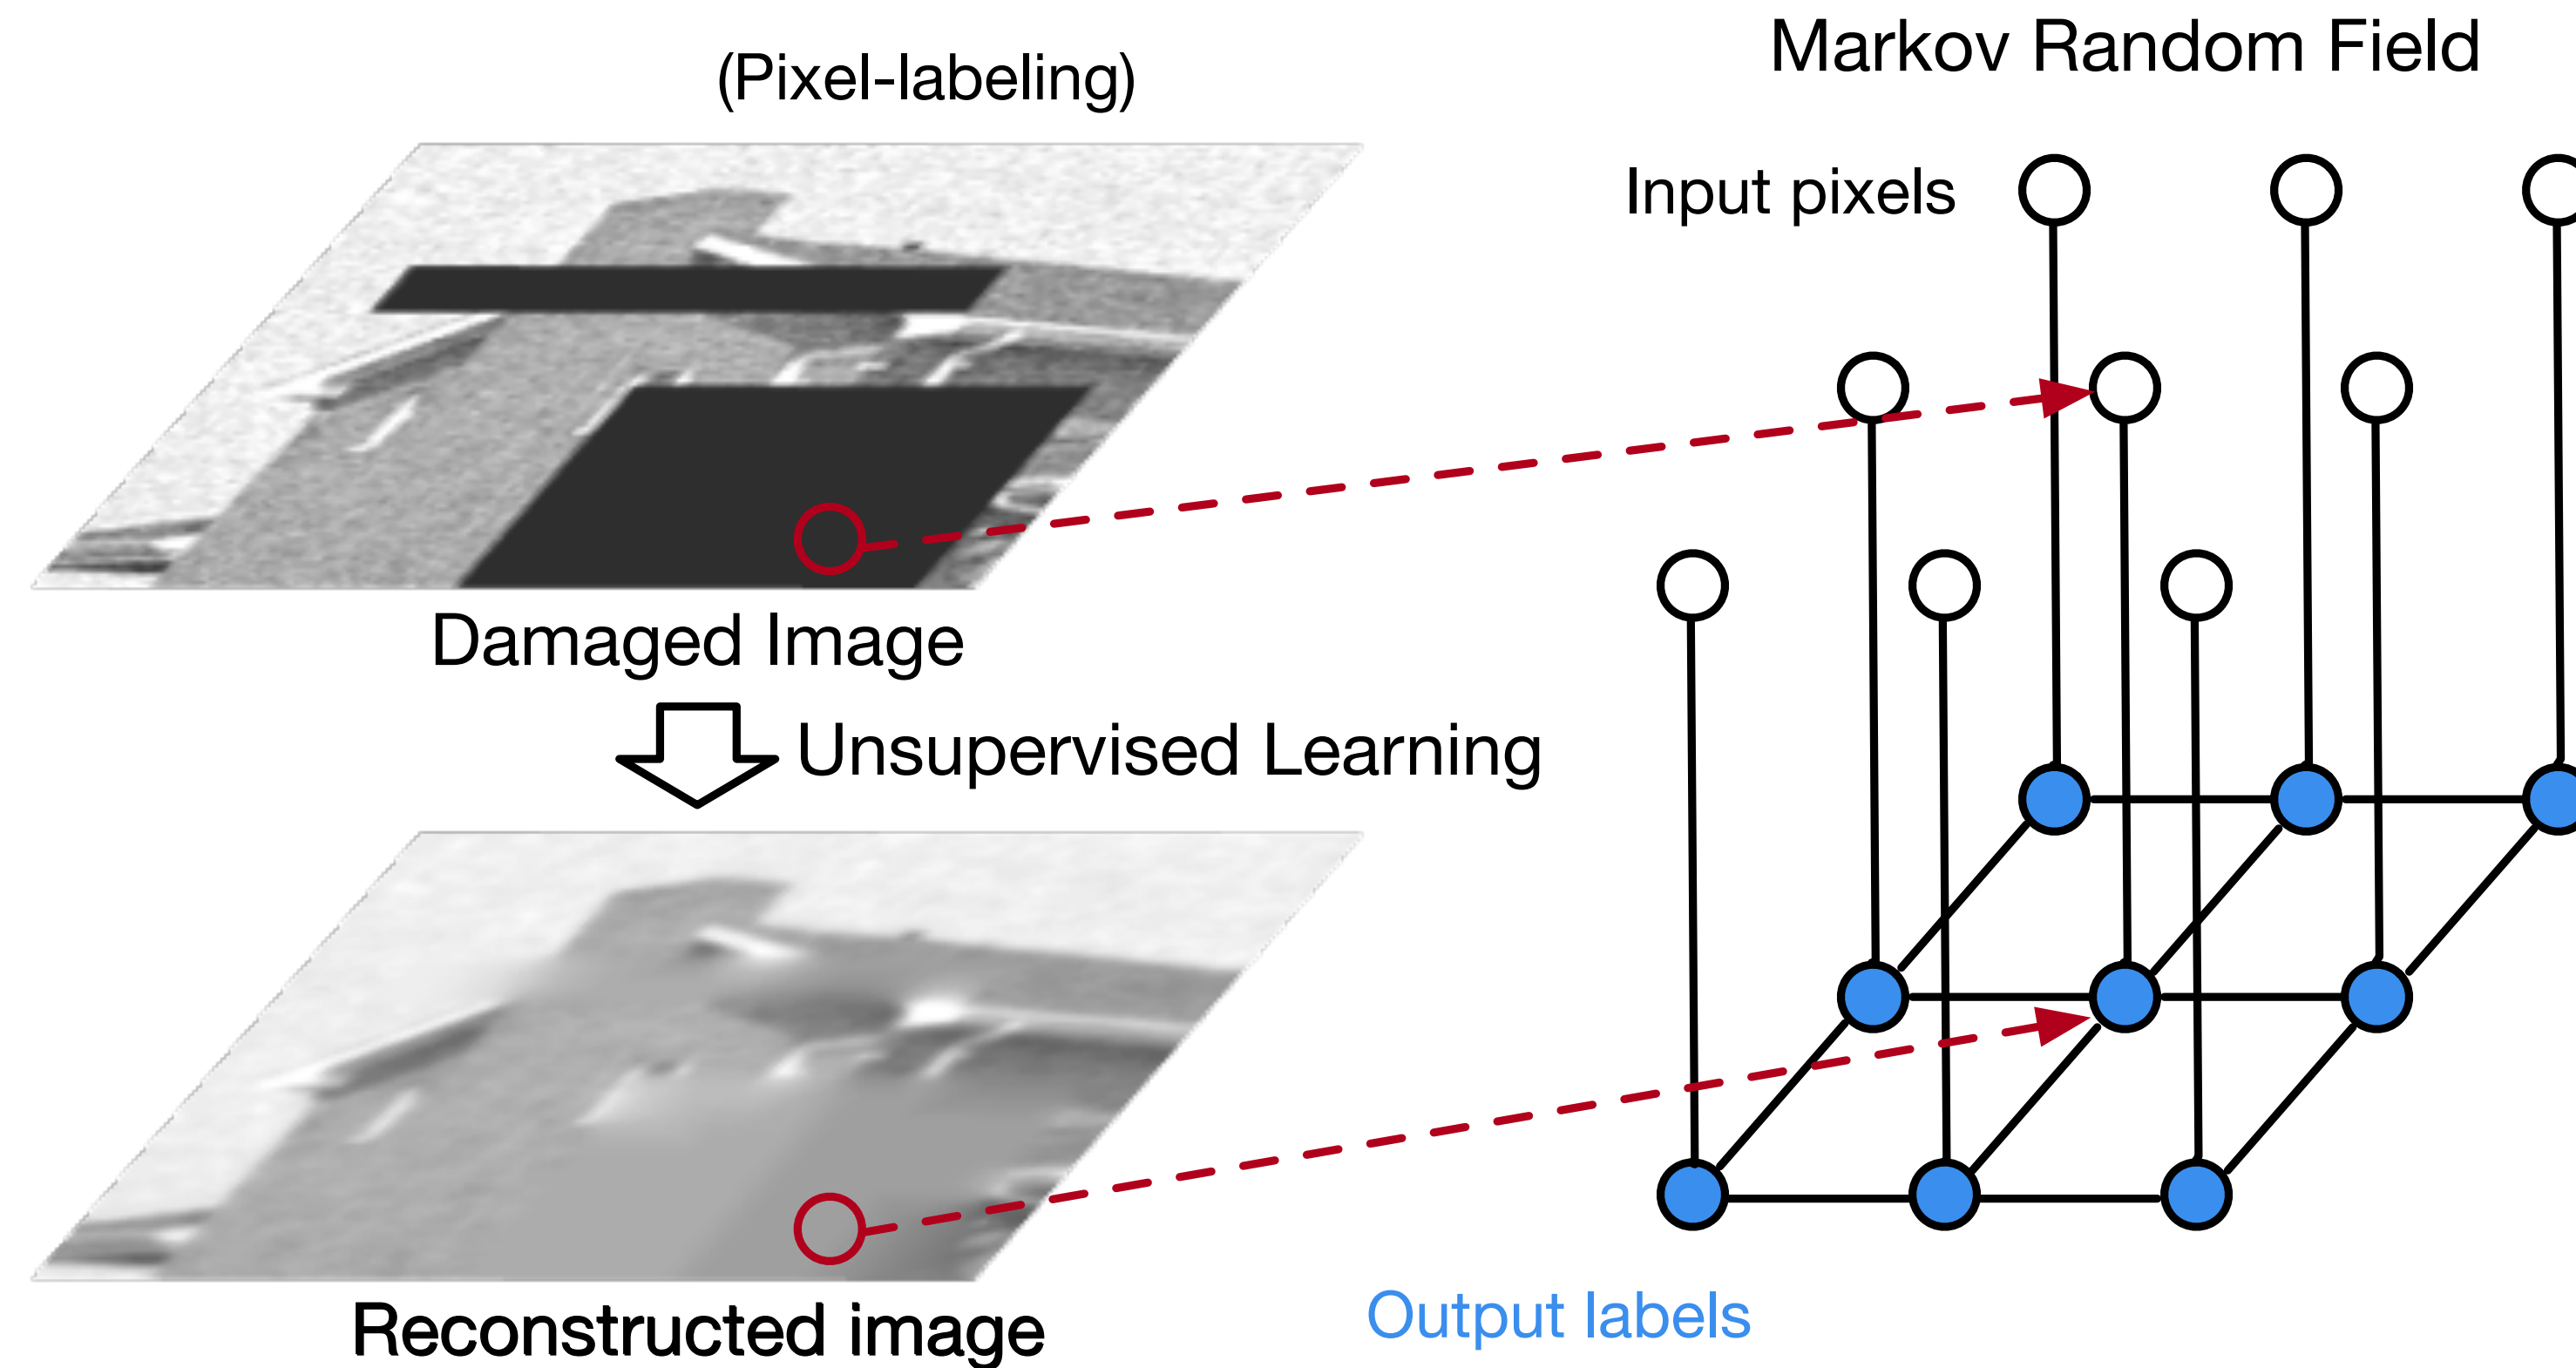 (Pixel-labeling)
Markov Random Field
Input pixels
Damaged Image
Unsupervised Learning
Reconstructed image
Output labels